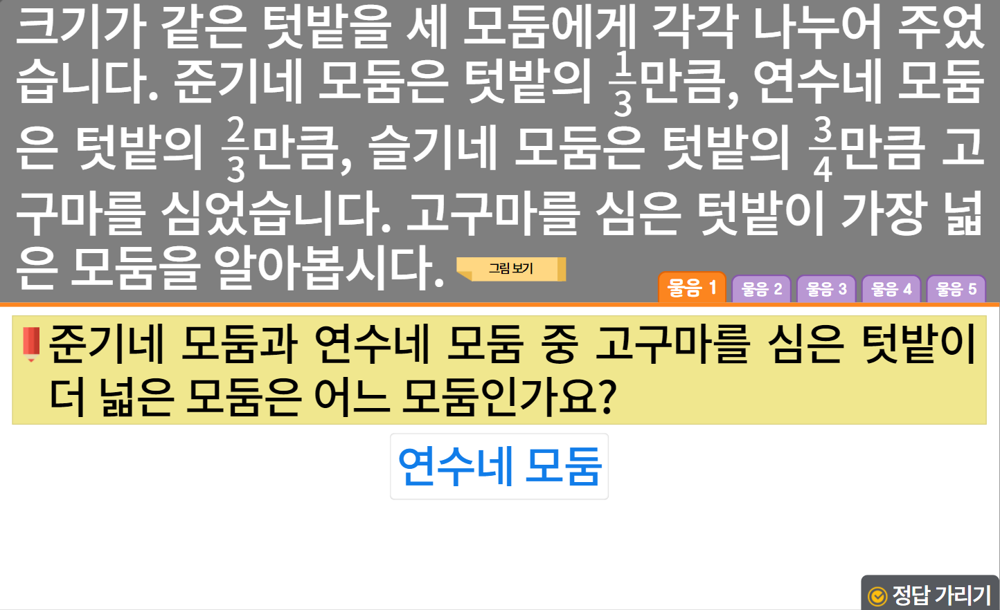 크기가 같은 텃밭을 세 모둠에게 각각 나누어 주었
습니다. 준기네 모둠은 텃밭의 1/3만큼, 연수네 모둠
은 텃밭의 2/3만큼, 슬기네 모둠은 텃밭의 3/4만큼 고
구마를 심었습니다. 고구마를 심은 텃밭이 가장 넓
은 모둠을 알아봅시다. 그림 보기
물음 1 물음 2 물음 3 물음 4 물음 5
준기네 모둠과 연수네 모둠 중 고구마를 심은 텃밭이
더 넓은 모둠은 어느 모둠인가요?
연수네 모둠
정답 가리기